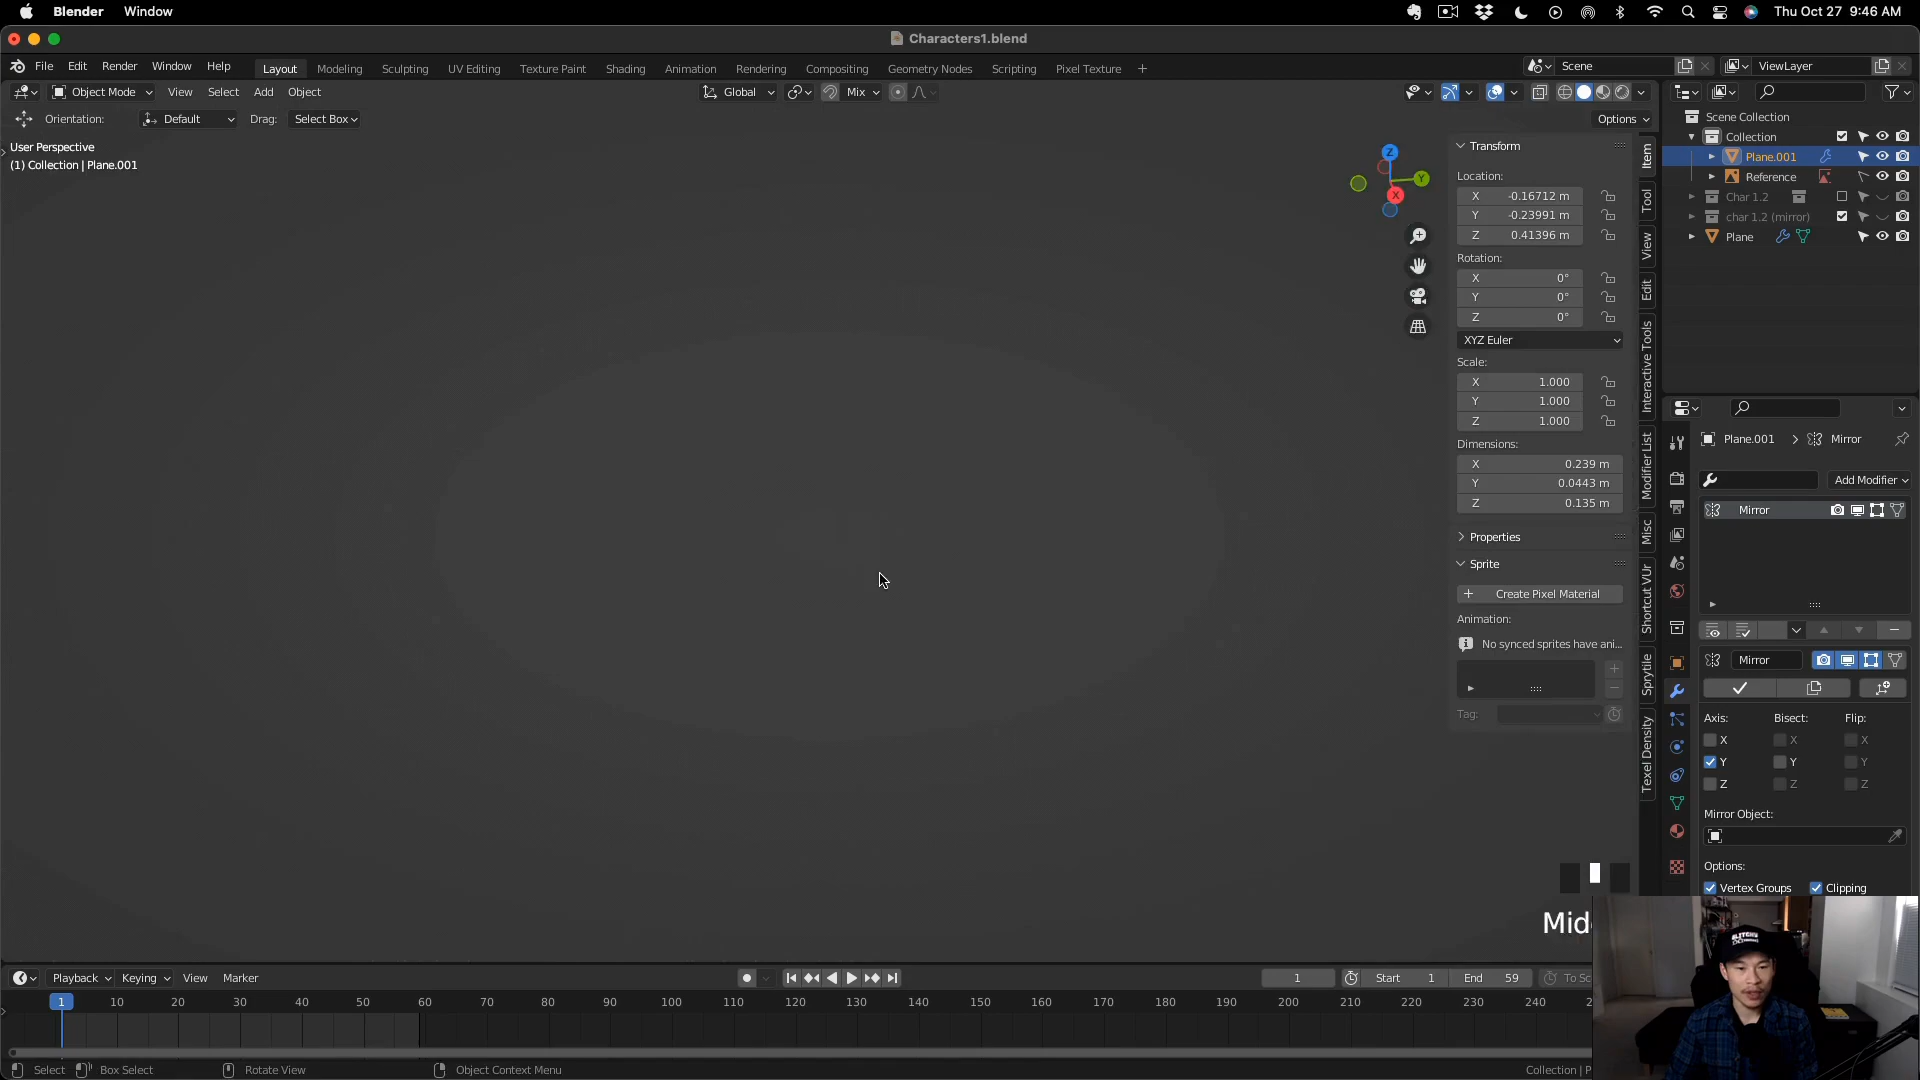 Blender Window Thu Oct 27 9:46 AM
Characters1.blend
File Edit Render Window Help Layout Modeling Sculpting UV Editing Texture Paint Shading Animation Rendering Compositing Geometry Nodes Scripting Pixel Texture + Scene ViewLayer
Object Mode View Select Add Object Global Mix
Orientation: Default Drag: Select Box Options
User Perspective
(1) Collection | Plane.001
Z
Y
X
Transform
Location:
X -0.16712 m
Y -0.23991 m
Z 0.41396 m
Rotation:
X 0°
Y 0°
Z 0°
XYZ Euler
Scale:
X 1.000
Y 1.000
Z 1.000
Dimensions:
X 0.239 m
Y 0.0443 m
Z 0.135 m
Properties
Sprite
+ Create Pixel Material
Animation:
No synced sprites have ani...
Tag:
Item
Tool
View
Edit
Interactive Tools
Modifier List
Misc
Shortcut VUr
Sprytile
Texel Density
Scene Collection
Collection
Plane.001
Reference
Char 1.2
char 1.2 (mirror)
Plane
Plane.001 > Mirror
Add Modifier
Mirror
Mirror
Axis: Bisect: Flip:
X X X
Y Y Y
Z Z Z
Mirror Object:
Options:
Vertex Groups Clipping
Playback Keying View Marker 1 Start 1 End 59
1 10 20 30 40 50 60 70 80 90 100 110 120 130 140 150 160 170 180 190 200 210 220 230
Select Box Select Rotate View Object Context Menu